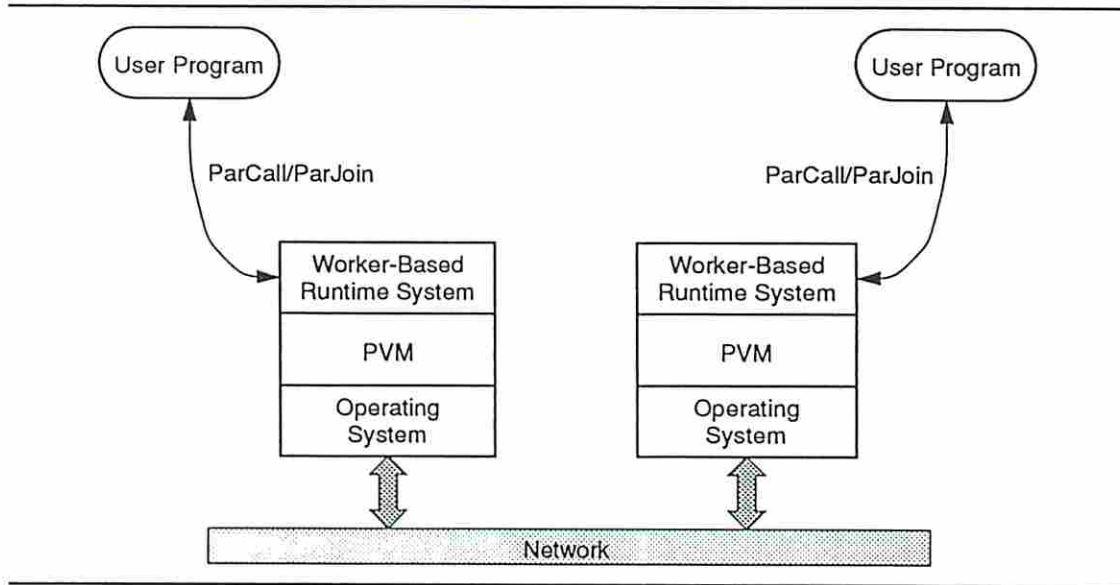 User Program
User Program
ParCall/ParJoin
ParCall/ParJoin
Worker-Based
Runtime System
PVM
Operating
System
Worker-Based
Runtime System
PVM
Operating
System
Network